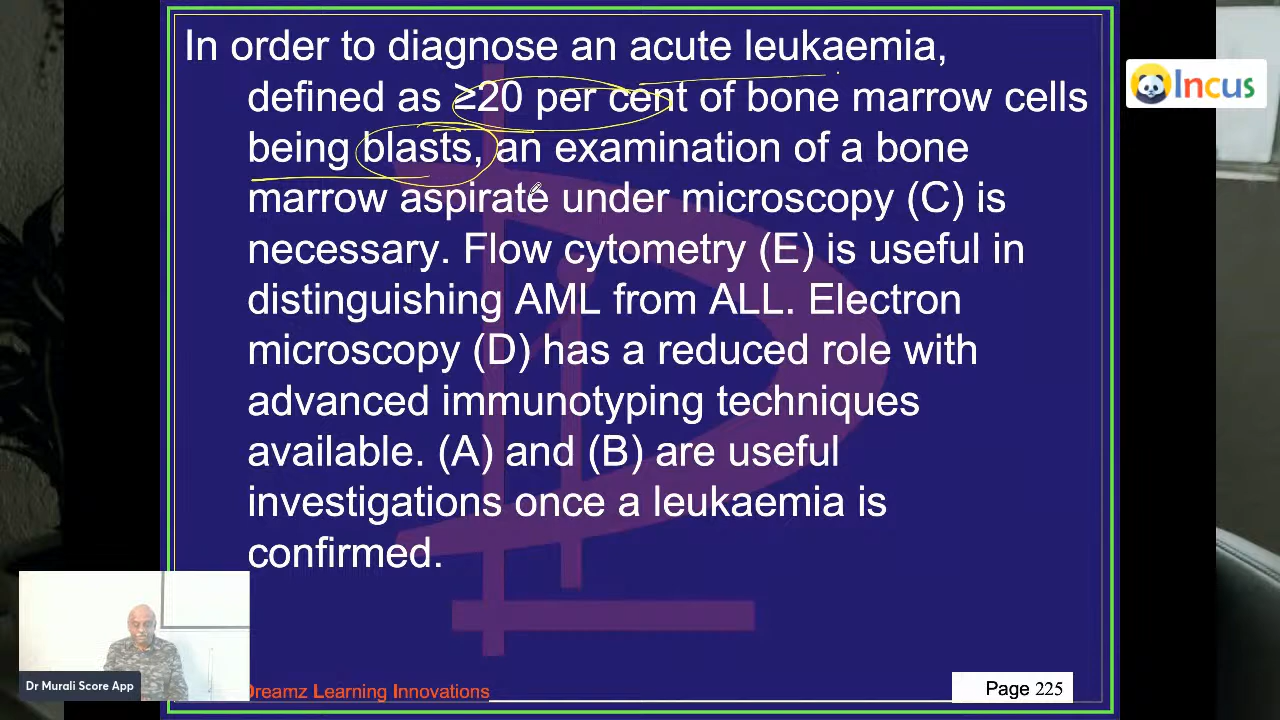 In order to diagnose an acute leukaemia,
defined as ≥20 per cent of bone marrow cells
being blasts, an examination of a bone
marrow aspirate under microscopy (C) is
necessary. Flow cytometry (E) is useful in
distinguishing AML from ALL. Electron
microscopy (D) has a reduced role with
advanced immunotyping techniques
available. (A) and (B) are useful
investigations once a leukaemia is
confirmed.
Incus
Dr Murali Score App
Dreamz Learning Innovations
Page 225